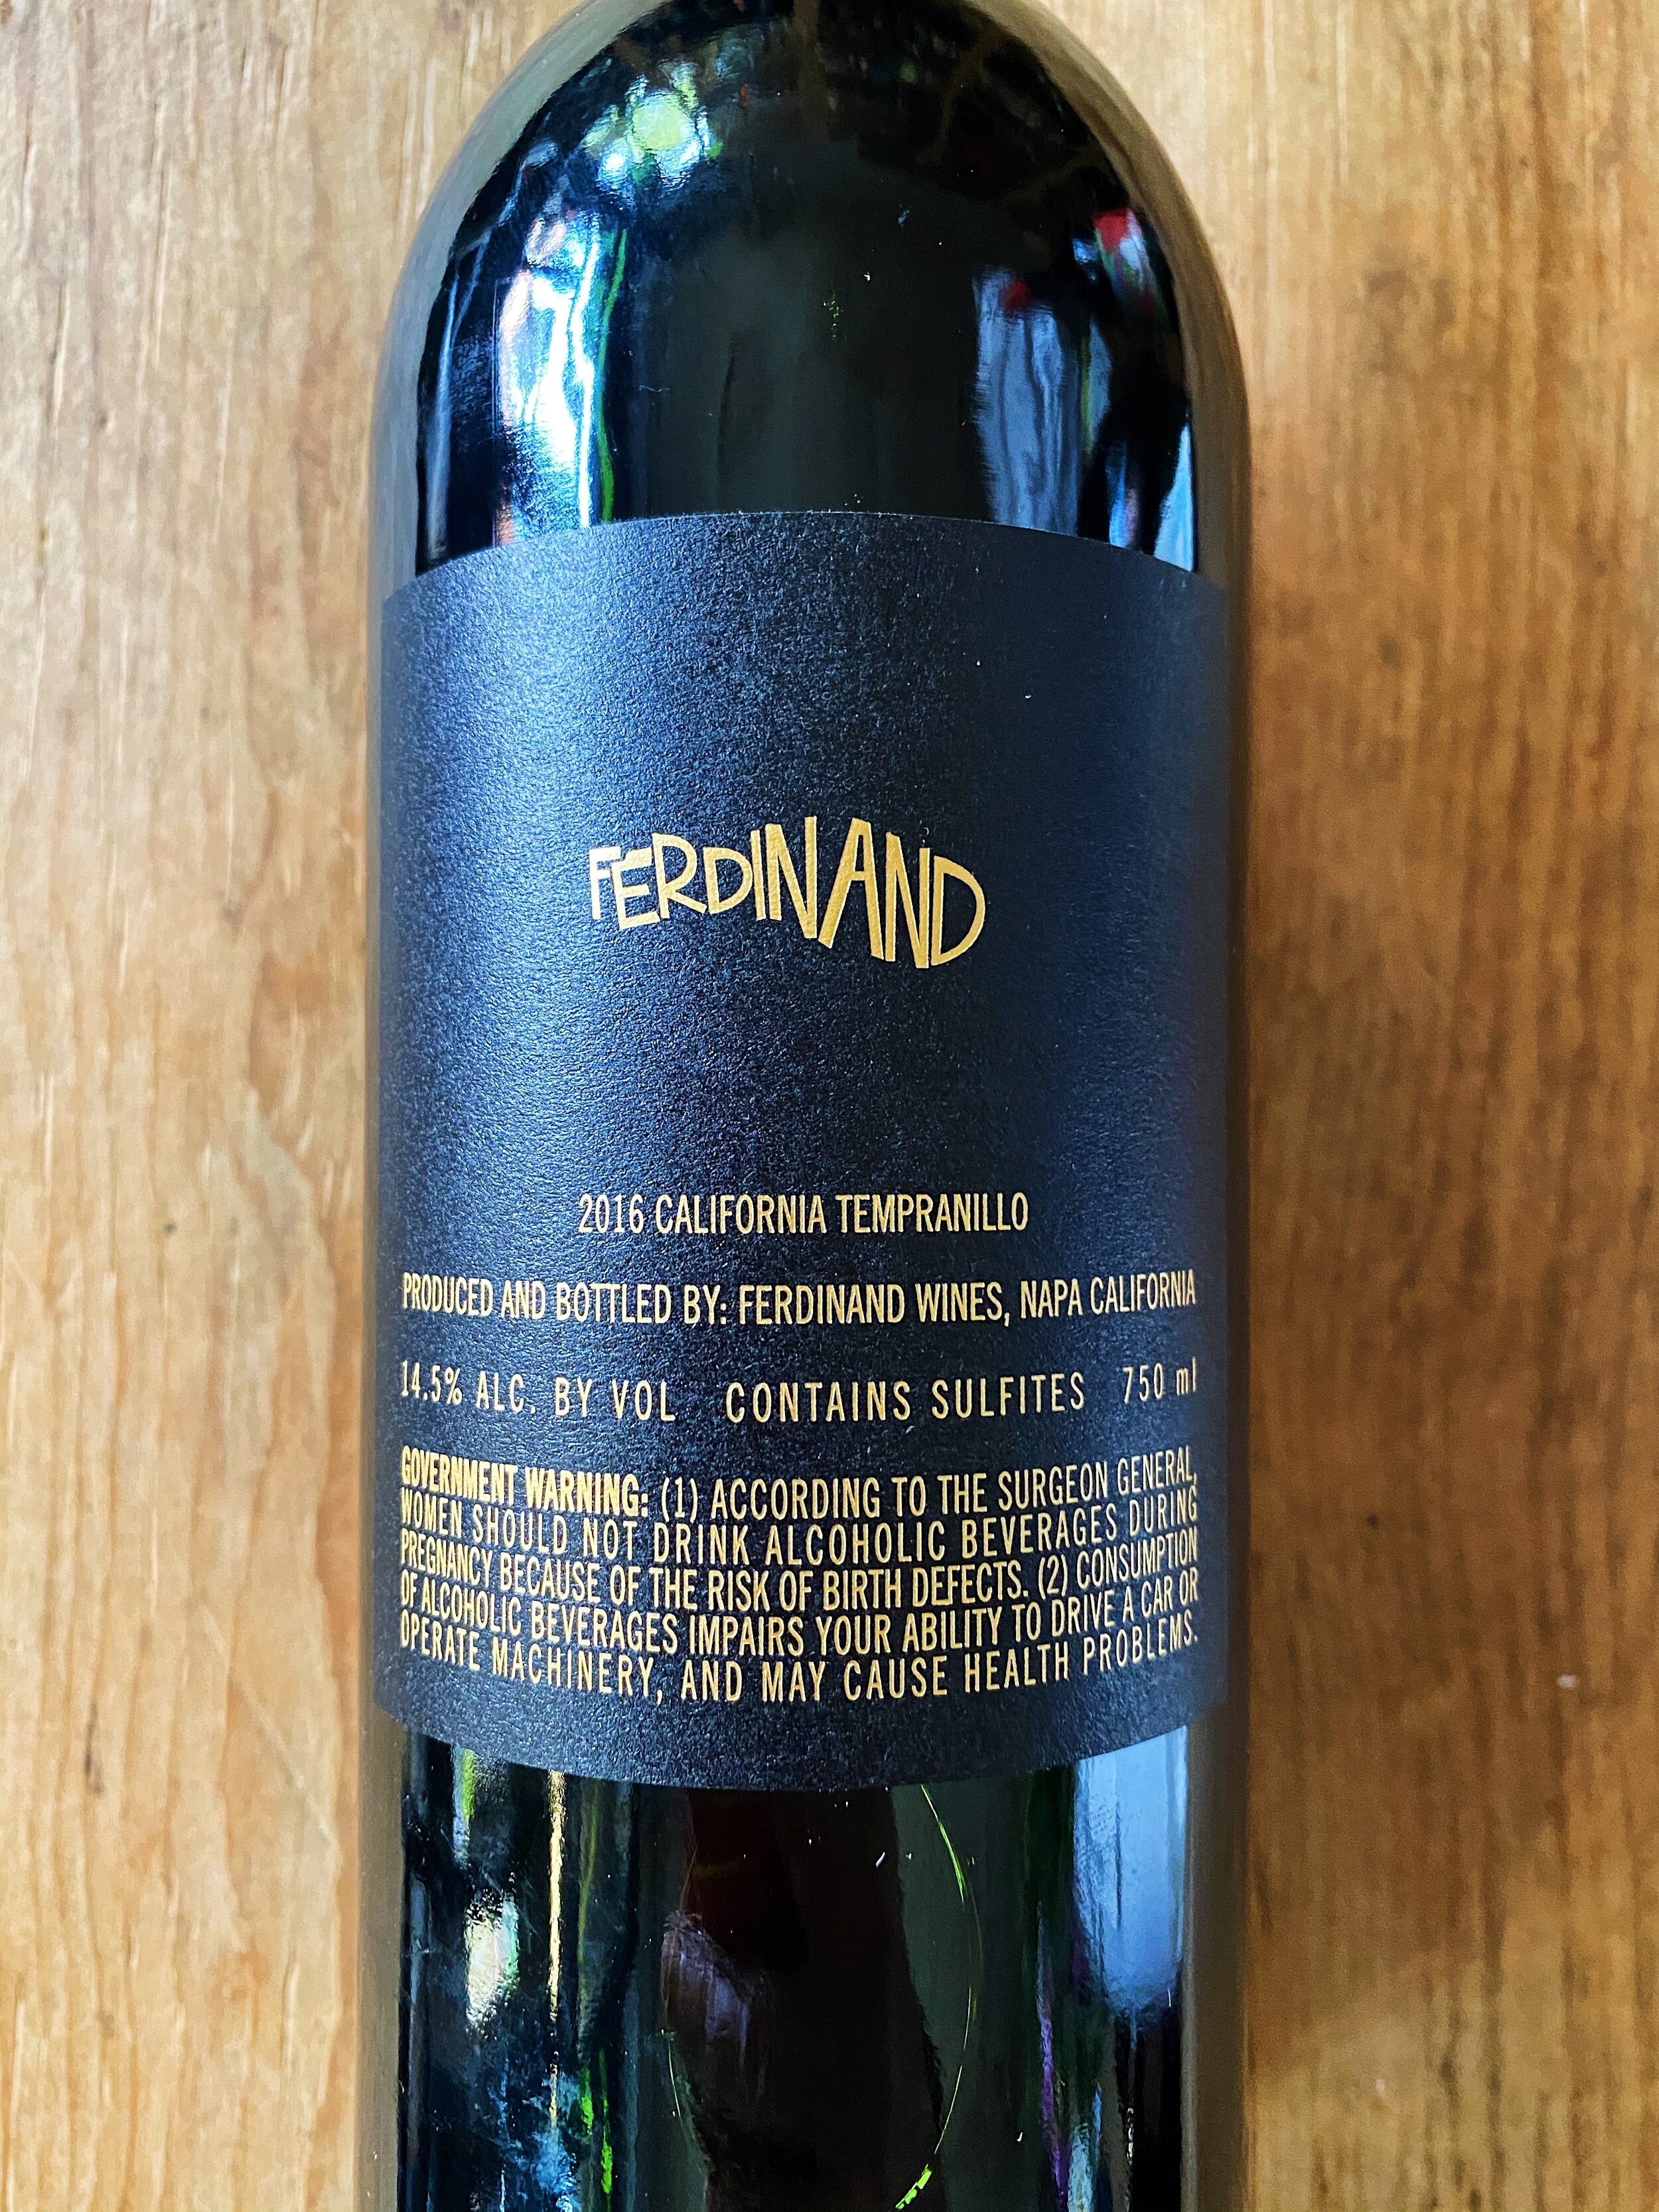 FERDINAND
2016 CALIFORNIA TEMPRANILLO
PRODUCED AND BOTTLED BY: FERDINAND WINES, NAPA CALIFORNIA
14.5% ALC. BY VOL CONTAINS SULFITES 750 ml
GOVERNMENT WARNING: (1) ACCORDING TO THE SURGEON GENERAL,
WOMEN SHOULD NOT DRINK ALCOHOLIC BEVERAGES DURING
PREGNANCY BECAUSE OF THE RISK OF BIRTH DEFECTS. (2) CONSUMPTION
OF ALCOHOLIC BEVERAGES IMPAIRS YOUR ABILITY TO DRIVE A CAR OR
OPERATE MACHINERY, AND MAY CAUSE HEALTH PROBLEMS.